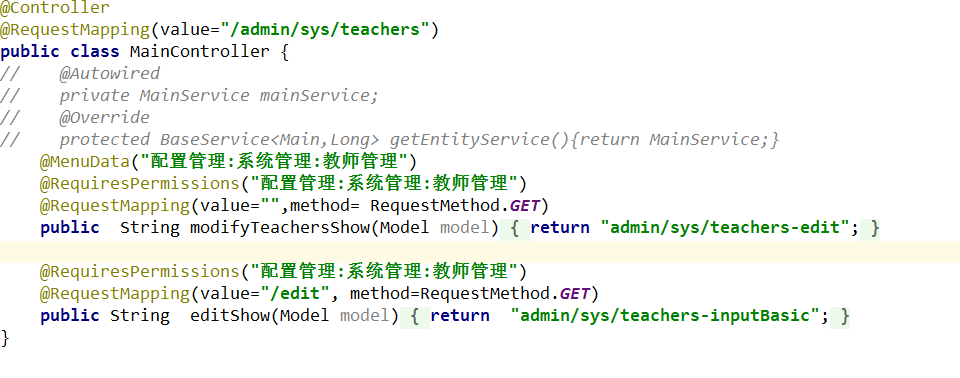 @Controller
@RequestMapping(value="/admin/sys/teachers")
public class MainController {
//    @Autowired
//    private MainService mainService;
//    @Override
//    protected BaseService<Main,Long> getEntityService(){return MainService;}
    @MenuData("配置管理:系统管理:教师管理")
    @RequiresPermissions("配置管理:系统管理:教师管理")
    @RequestMapping(value="",method= RequestMethod.GET)
    public  String modifyTeachersShow(Model model) { return "admin/sys/teachers-edit"; }
    @RequiresPermissions("配置管理:系统管理:教师管理")
    @RequestMapping(value="/edit", method=RequestMethod.GET)
    public String  editShow(Model model) { return  "admin/sys/teachers-inputBasic"; }
}